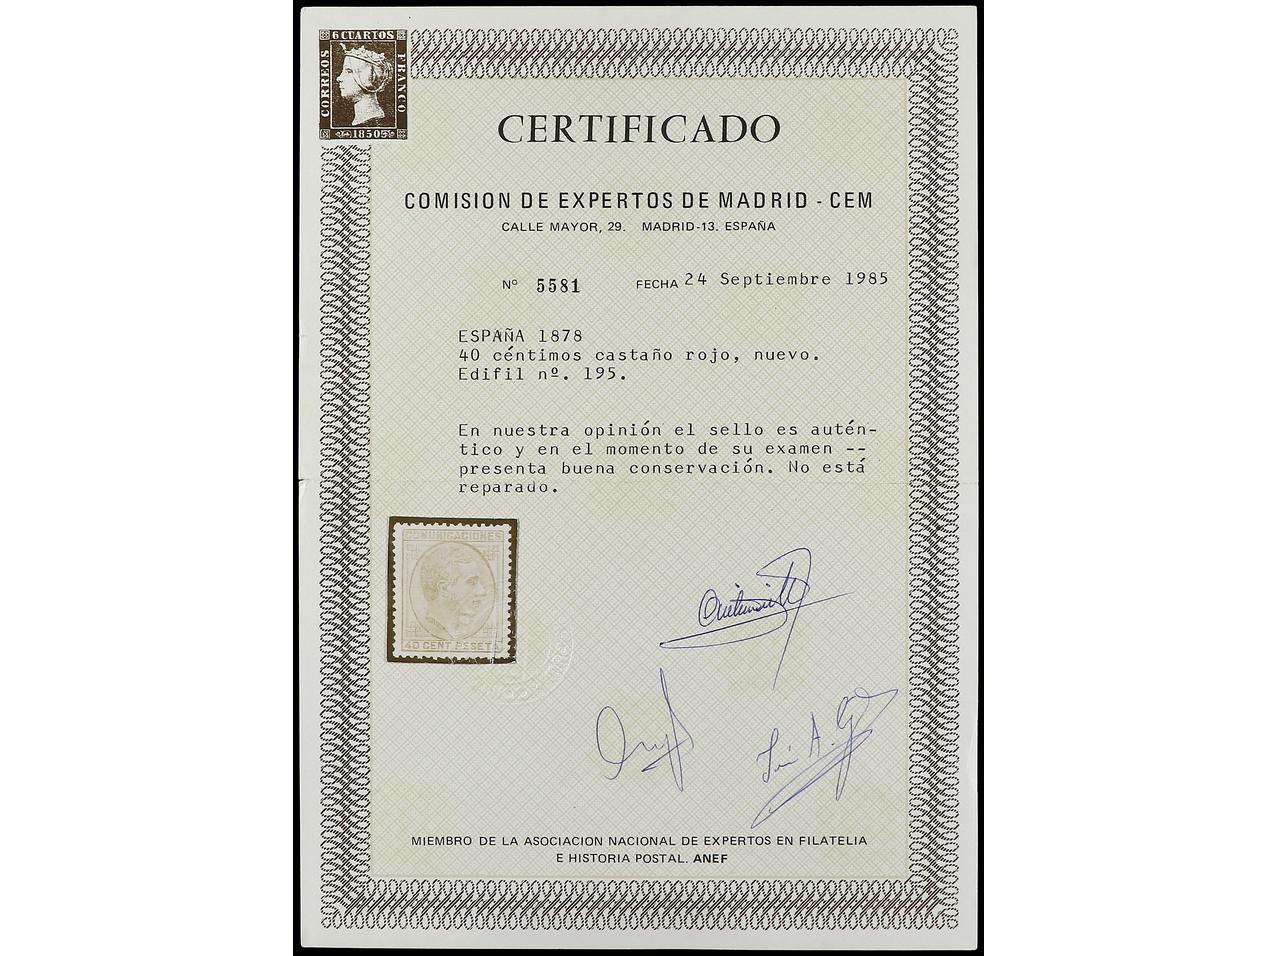 6 CUARTOS
CORREOS
FRANCO
1850
CERTIFICADO
COMISION DE EXPERTOS DE MADRID - CEM
CALLE MAYOR, 29. MADRID-13. ESPAÑA
Nº 5581 FECHA 24 Septiembre 1985
ESPAÑA 1878
40 céntimos castaño rojo, nuevo.
Edifil nº. 195.
En nuestra opinión el sello es autén-
tico y en el momento de su examen --
presenta buena conservación. No está
reparado.
COMUNICACIONES
40 CENT. PESETA
MIEMBRO DE LA ASOCIACION NACIONAL DE EXPERTOS EN FILATELIA
E HISTORIA POSTAL. ANEF